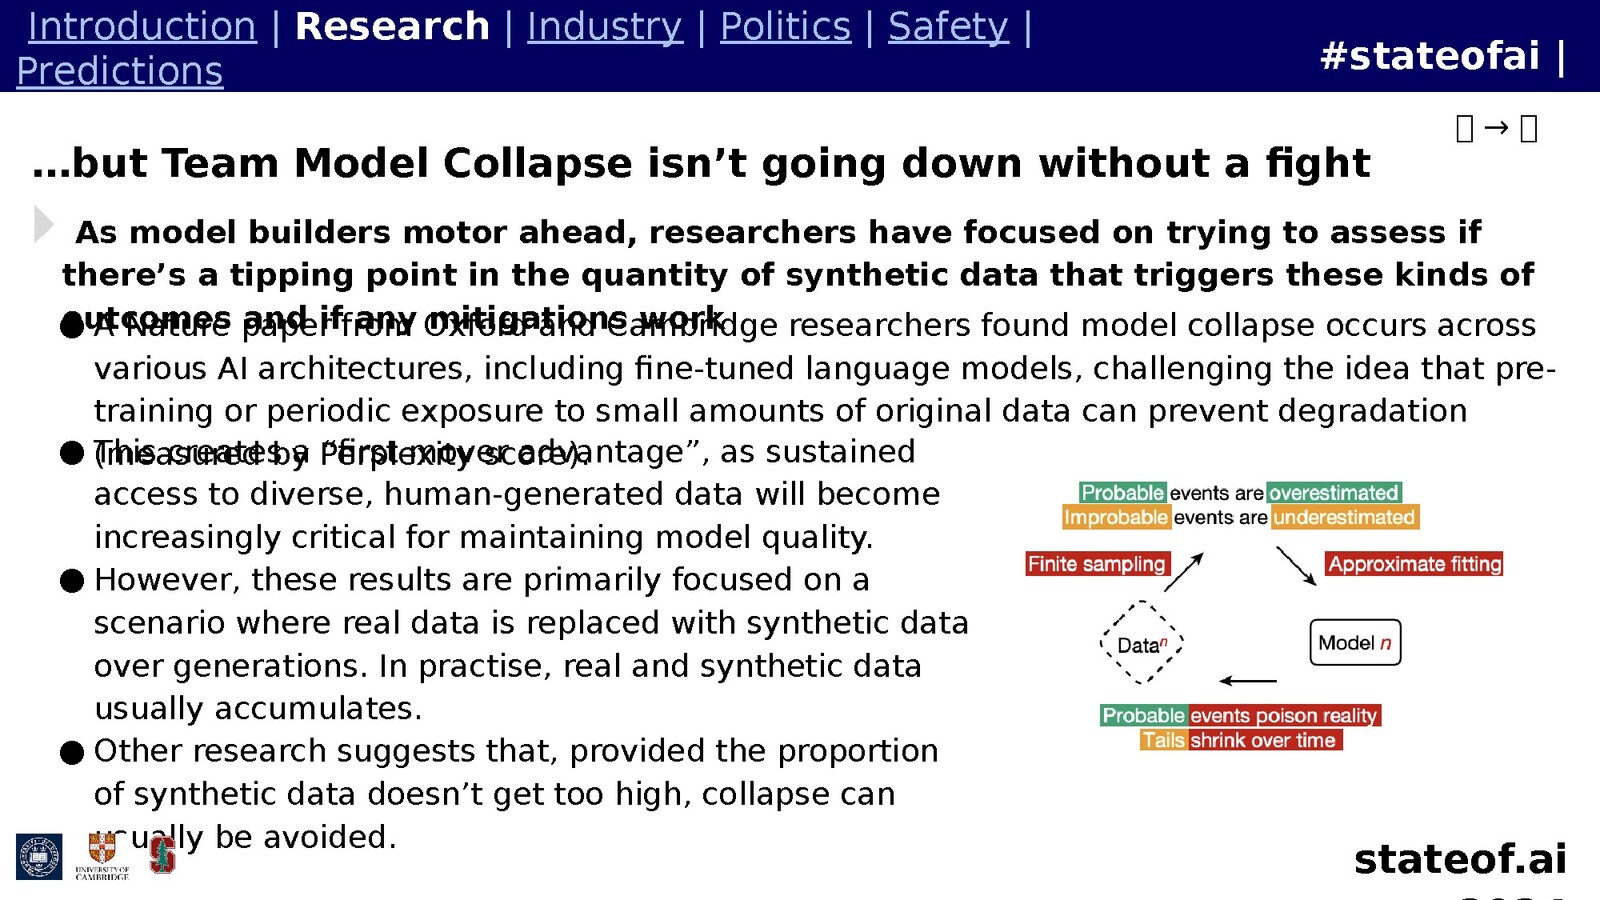 Introduction | Research | Industry | Politics | Safety |
Predictions
#stateofai |
→
…but Team Model Collapse isn’t going down without a fight
As model builders motor ahead, researchers have focused on trying to assess if
there’s a tipping point in the quantity of synthetic data that triggers these kinds of
outcomes and if any mitigations work
● A Nature paper from Oxford and Cambridge researchers found model collapse occurs across
various AI architectures, including fine-tuned language models, challenging the idea that pre-
training or periodic exposure to small amounts of original data can prevent degradation
(measured by Perplexity score).
● This creates a “first mover advantage”, as sustained
access to diverse, human-generated data will become
increasingly critical for maintaining model quality.
● However, these results are primarily focused on a
scenario where real data is replaced with synthetic data
over generations. In practise, real and synthetic data
usually accumulates.
● Other research suggests that, provided the proportion
of synthetic data doesn’t get too high, collapse can
usually be avoided.
Probable events are overestimated
Improbable events are underestimated
Finite sampling
Approximate fitting
Dataⁿ
Model n
Probable events poison reality
Tails shrink over time
UNIVERSITY OF
CAMBRIDGE
stateof.ai